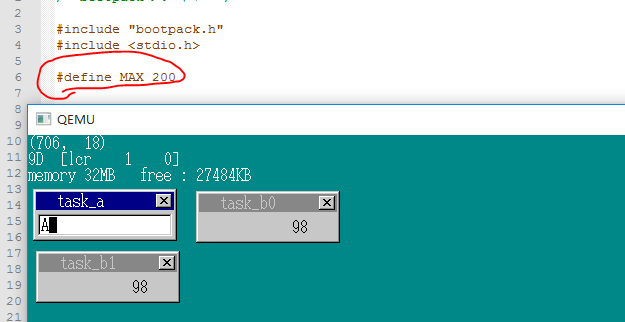 3
#include "bootpack.h"
4
#include <stdio.h>
5
6
#define MAX 200
7
8
9
QEMU
10
(706, 18)
11
9D [lcr 1 0]
12
memory 32MB free : 27484KB
13
14
task_a
task_b0
15
A
98
16
17
18
task_b1
19
98
20
21